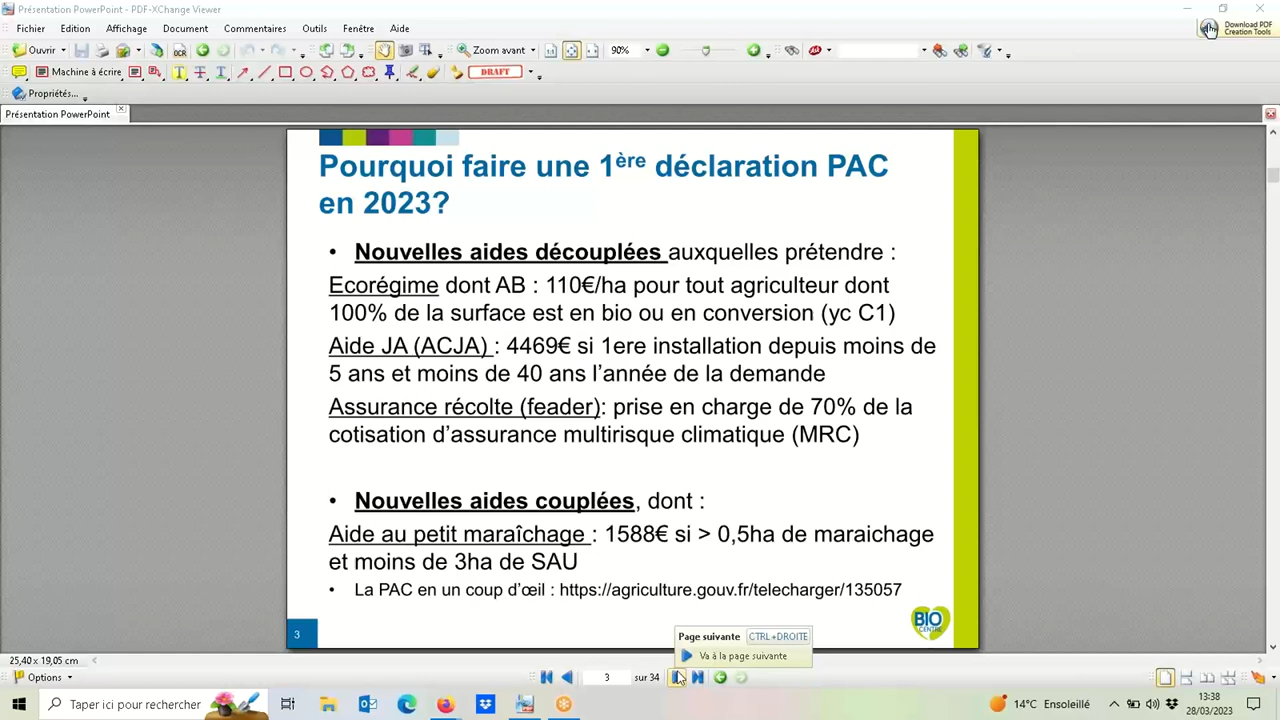 Présentation PowerPoint - PDF-XChange Viewer
Fichier Edition Affichage Document Commentaires Outils Fenêtre Aide
Download PDF
Creation Tools
Ouvrir OCR Zoom avant 90%
Machine à écrire DRAFT
Propriétés...
Présentation PowerPoint
Pourquoi faire une 1ère déclaration PAC
en 2023?
• Nouvelles aides découplées auxquelles prétendre :
Ecorégime dont AB : 110€/ha pour tout agriculteur dont
100% de la surface est en bio ou en conversion (yc C1)
Aide JA (ACJA) : 4469€ si 1ere installation depuis moins de
5 ans et moins de 40 ans l'année de la demande
Assurance récolte (feader): prise en charge de 70% de la
cotisation d'assurance multirisque climatique (MRC)
• Nouvelles aides couplées, dont :
Aide au petit maraîchage : 1588€ si > 0,5ha de maraichage
et moins de 3ha de SAU
• La PAC en un coup d'œil : https://agriculture.gouv.fr/telecharger/135057
3
BIO
CENTRE
Page suivante CTRL+DROITE
Va à la page suivante
25,40 x 19,05 cm
Options 3 sur 34
Taper ici pour rechercher
14°C Ensoleillé
13:38
28/03/2023